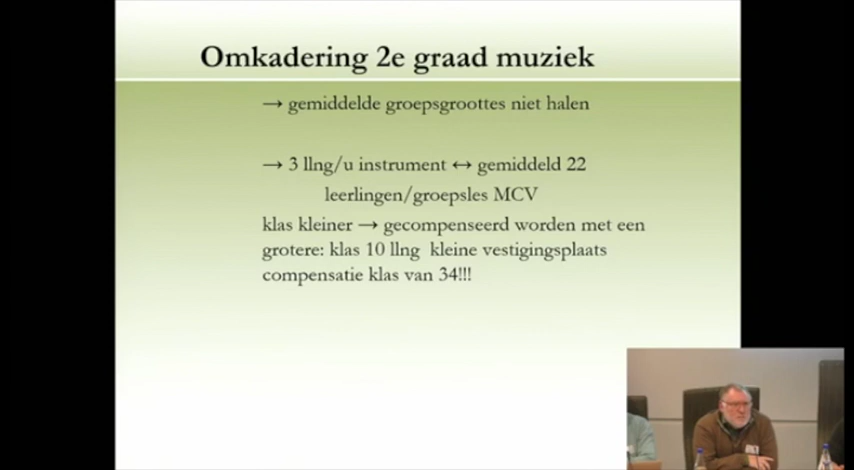 Omkadering 2e graad muziek
→ gemiddelde groepsgroottes niet halen
→ 3 llng/u instrument ↔ gemiddeld 22
leerlingen/groepsles MCV
klas kleiner → gecompenseerd worden met een
grotere: klas 10 llng kleine vestigingsplaats
compensatie klas van 34!!!